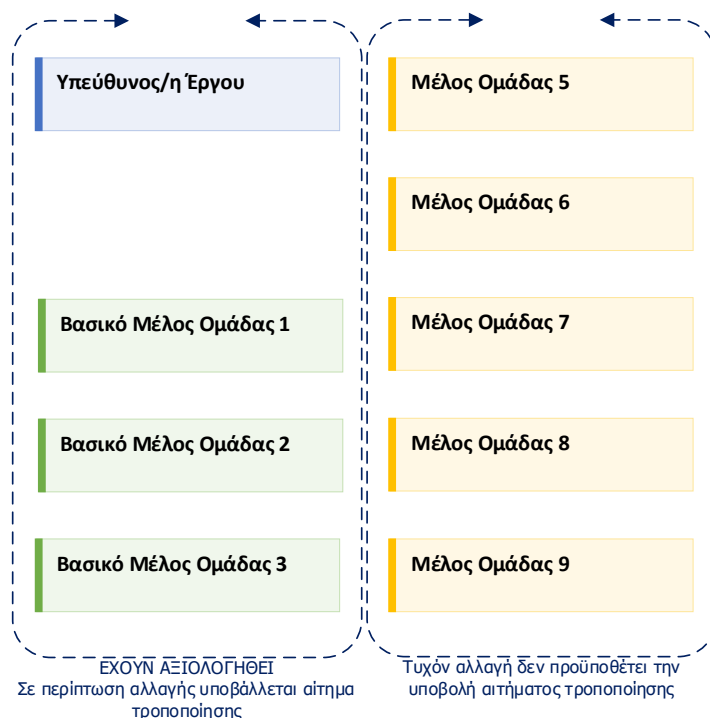 Υπεύθυνος/η Έργου
Βασικό Μέλος Ομάδας 1
Βασικό Μέλος Ομάδας 2
Βασικό Μέλος Ομάδας 3
ΕΧΟΥΝ ΑΞΙΟΛΟΓΗΘΕΙ
Σε περίπτωση αλλαγής υποβάλλεται αίτημα
τροποποίησης
Μέλος Ομάδας 5
Μέλος Ομάδας 6
Μέλος Ομάδας 7
Μέλος Ομάδας 8
Μέλος Ομάδας 9
Τυχόν αλλαγή δεν προϋποθέτει την
υποβολή αιτήματος τροποποίησης